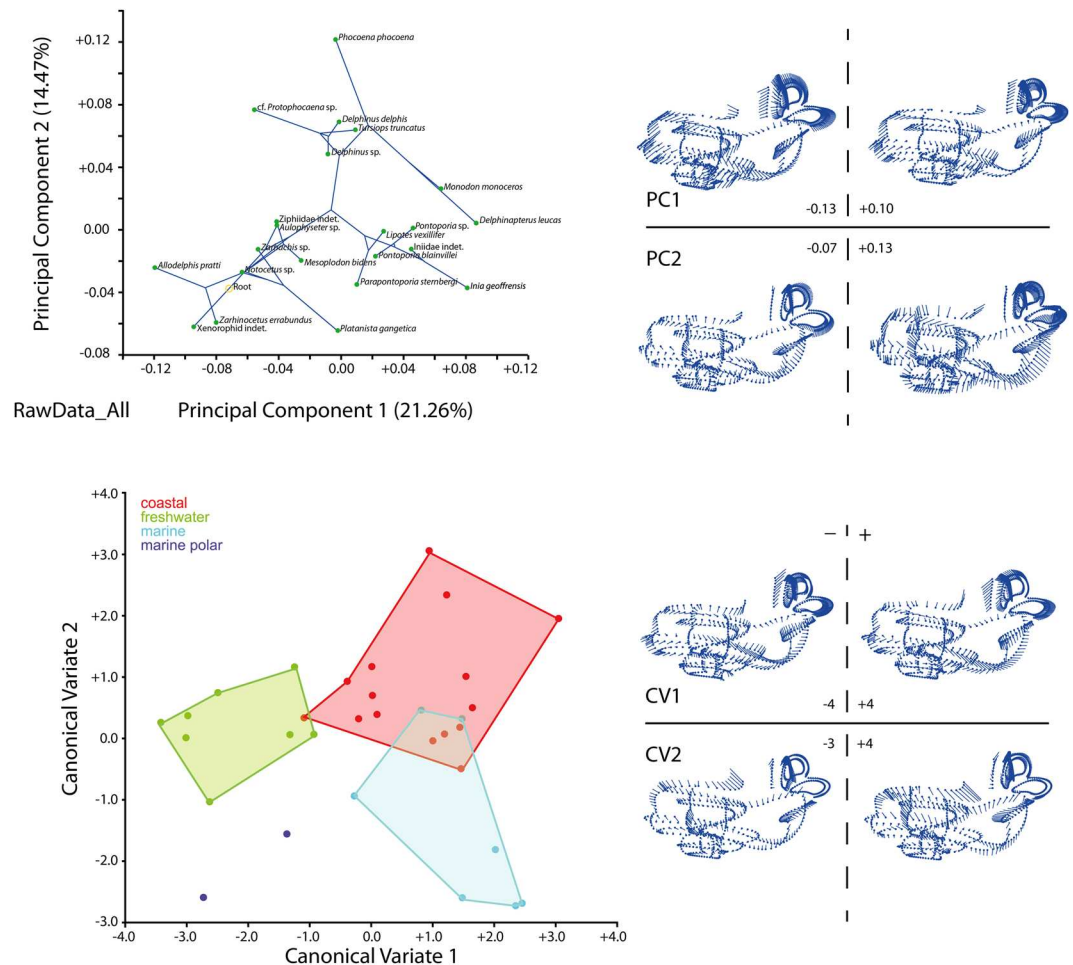 Principal Component 2 (14.47%)
+0.12
+0.08
+0.04
0.00
-0.04
-0.08
Phocoena phocoena
cf. Protophocaena sp.
Delphinus delphis
Tursiops truncatus
Delphinus sp.
Monodon monoceros
Delphinapterus leucas
Ziphiidae indet.
Aulophyseter sp.
Pontoporia sp.
Lipotes vexillifer
Zarhachis sp.
Iniidae indet.
Pontoporia blainvillei
Mesoplodon bidens
Allodelphis pratti
Notocetus sp.
Parapontoporia sternbergi
Inia geoffrensis
Root
Zarhinocetus errabundus
Xenorophid indet.
Platanista gangetica
-0.12
-0.08
-0.04
0.00
+0.04
+0.08
+0.12
RawData_All
Principal Component 1 (21.26%)
PC1
-0.13
+0.10
PC2
-0.07
+0.13
Canonical Variate 2
+4.0
+3.0
+2.0
+1.0
0.0
-1.0
-2.0
-3.0
coastal
freshwater
marine
marine polar
-4.0
-3.0
-2.0
-1.0
0.0
+1.0
+2.0
+3.0
+4.0
Canonical Variate 1
–
+
CV1
-4
+4
CV2
-3
+4